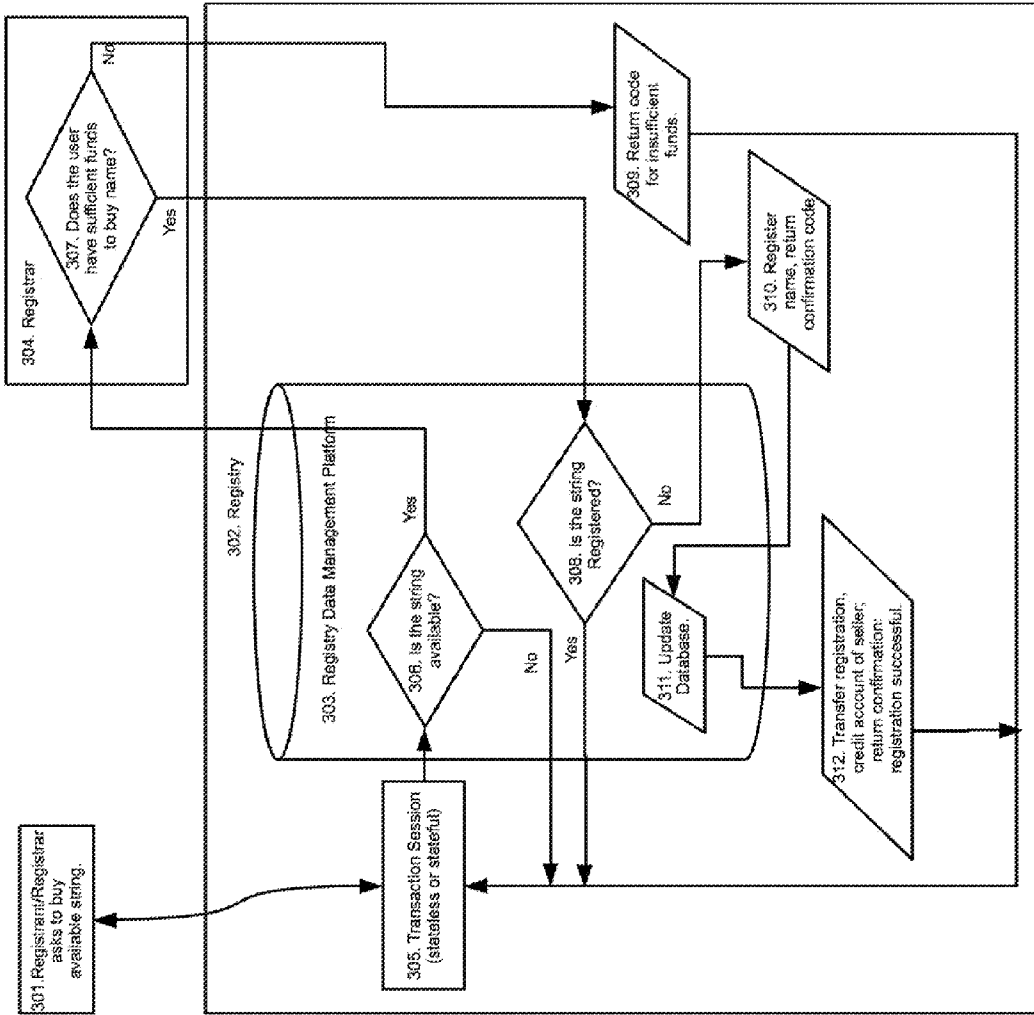 301.Registrant/Registrar
asks to buy
available string.
304. Registrar
307. Does the user
have sufficient funds
to buy name?
No
Yes
302. Registry
303. Registry Data Management Platform
305. Transaction Session
(stateless or stateful)
306. Is the string
available?
Yes
No
308. Is the string
Registered?
Yes
No
309. Return code
for insufficient
funds.
310. Register
name, return
confirmation code.
311. Update
Database.
312. Transfer registration,
credit account of seller;
return confirmation:
registration successful.